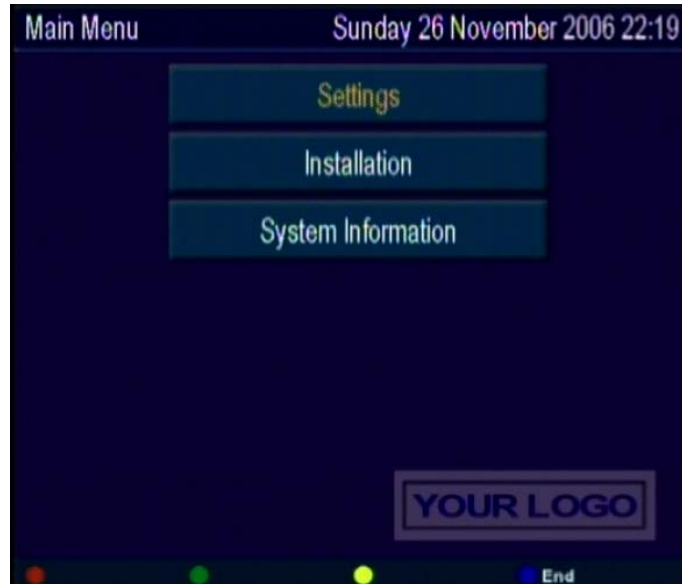 Main Menu Sunday 26 November 2006 22:19
Settings
Installation
System Information
YOUR LOGO
End